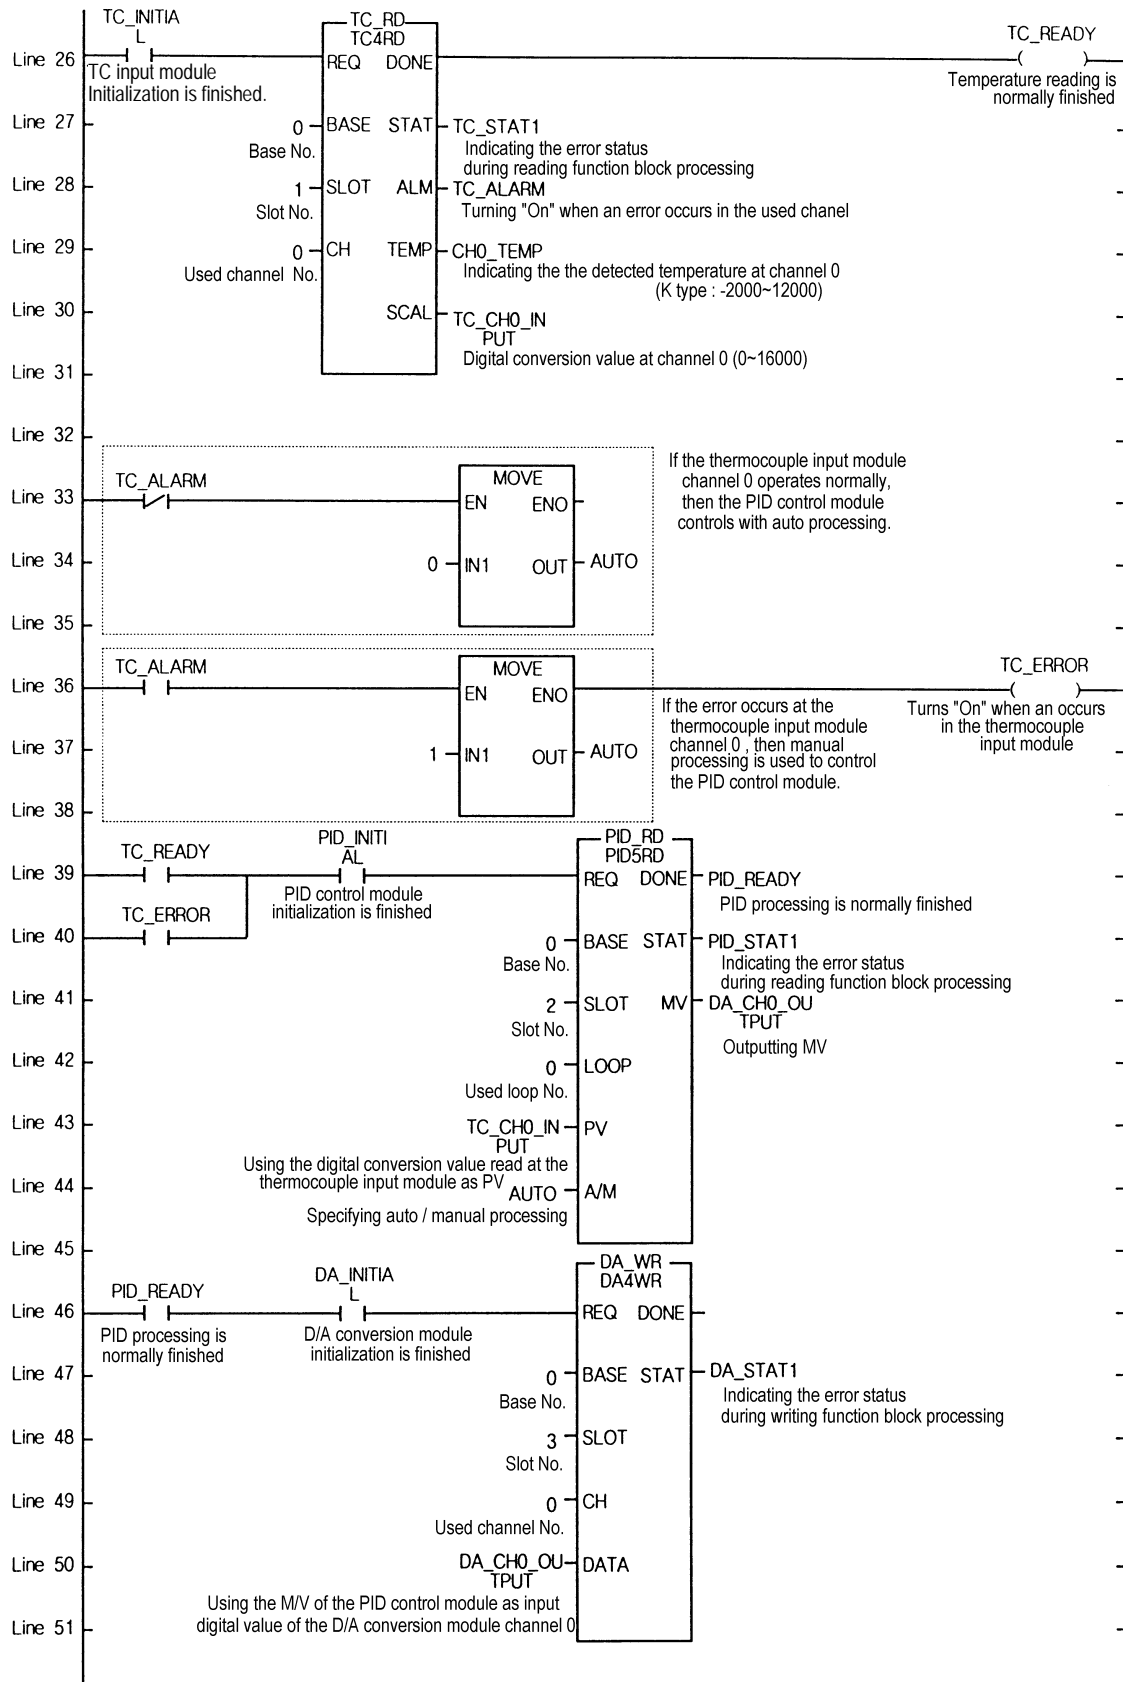 TC_INITIA
L
TC_RD
TC4RD
TC_READY
Line 26
REQ DONE
TC input module
Initialization is finished.
Temperature reading is
normally finished
Line 27
0
BASE STAT
TC_STAT1
Base No.
Indicating the error status
during reading function block processing
Line 28
1
SLOT ALM
TC_ALARM
Slot No.
Turning "On" when an error occurs in the used chanel
Line 29
0
CH TEMP
CH0_TEMP
Used channel No.
Indicating the the detected temperature at channel 0
(K type : -2000~12000)
Line 30
SCAL
TC_CH0_IN
PUT
Digital conversion value at channel 0 (0~16000)
Line 31
Line 32
If the thermocouple input module
channel 0 operates normally,
then the PID control module
controls with auto processing.
TC_ALARM
MOVE
Line 33
EN ENO
Line 34
0
IN1 OUT
AUTO
Line 35
TC_ALARM
MOVE
TC_ERROR
Line 36
EN ENO
If the error occurs at the
thermocouple input module
channel 0 , then manual
processing is used to control
the PID control module.
Turns "On" when an occurs
in the thermocouple
input module
Line 37
1
IN1 OUT
AUTO
Line 38
TC_READY
PID_INITI
AL
PID_RD
PID5RD
Line 39
REQ DONE
PID_READY
PID control module
initialization is finished
PID processing is normally finished
TC_ERROR
Line 40
0
BASE STAT
PID_STAT1
Base No.
Indicating the error status
during reading function block processing
Line 41
2
SLOT MV
DA_CH0_OU
TPUT
Slot No.
Outputting MV
Line 42
0
LOOP
Used loop No.
Line 43
TC_CH0_IN
PUT
PV
Using the digital conversion value read at the
thermocouple input module as PV
Line 44
AUTO
A/M
Specifying auto / manual processing
Line 45
PID_READY
DA_INITIA
L
DA_WR
DA4WR
Line 46
REQ DONE
PID processing is
normally finished
D/A conversion module
initialization is finished
Line 47
0
BASE STAT
DA_STAT1
Base No.
Indicating the error status
during writing function block processing
Line 48
3
SLOT
Slot No.
Line 49
0
CH
Used channel No.
Line 50
DA_CH0_OU
TPUT
DATA
Using the M/V of the PID control module as input
digital value of the D/A conversion module channel 0
Line 51